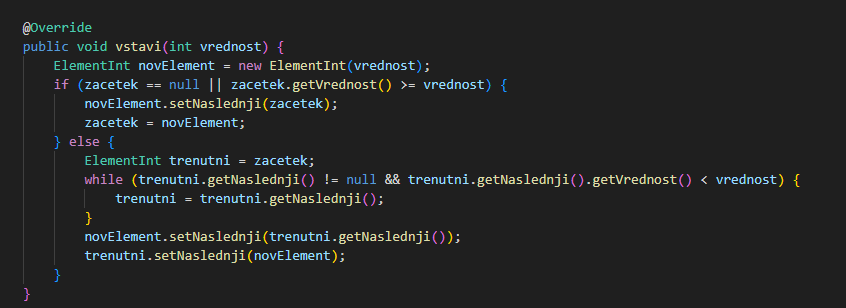 @Override
public void vstavi(int vrednost) {
    ElementInt novElement = new ElementInt(vrednost);
    if (zacetek == null || zacetek.getVrednost() >= vrednost) {
        novElement.setNaslednji(zacetek);
        zacetek = novElement;
    } else {
        ElementInt trenutni = zacetek;
        while (trenutni.getNaslednji() != null && trenutni.getNaslednji().getVrednost() < vrednost) {
            trenutni = trenutni.getNaslednji();
        }
        novElement.setNaslednji(trenutni.getNaslednji());
        trenutni.setNaslednji(novElement);
    }
}